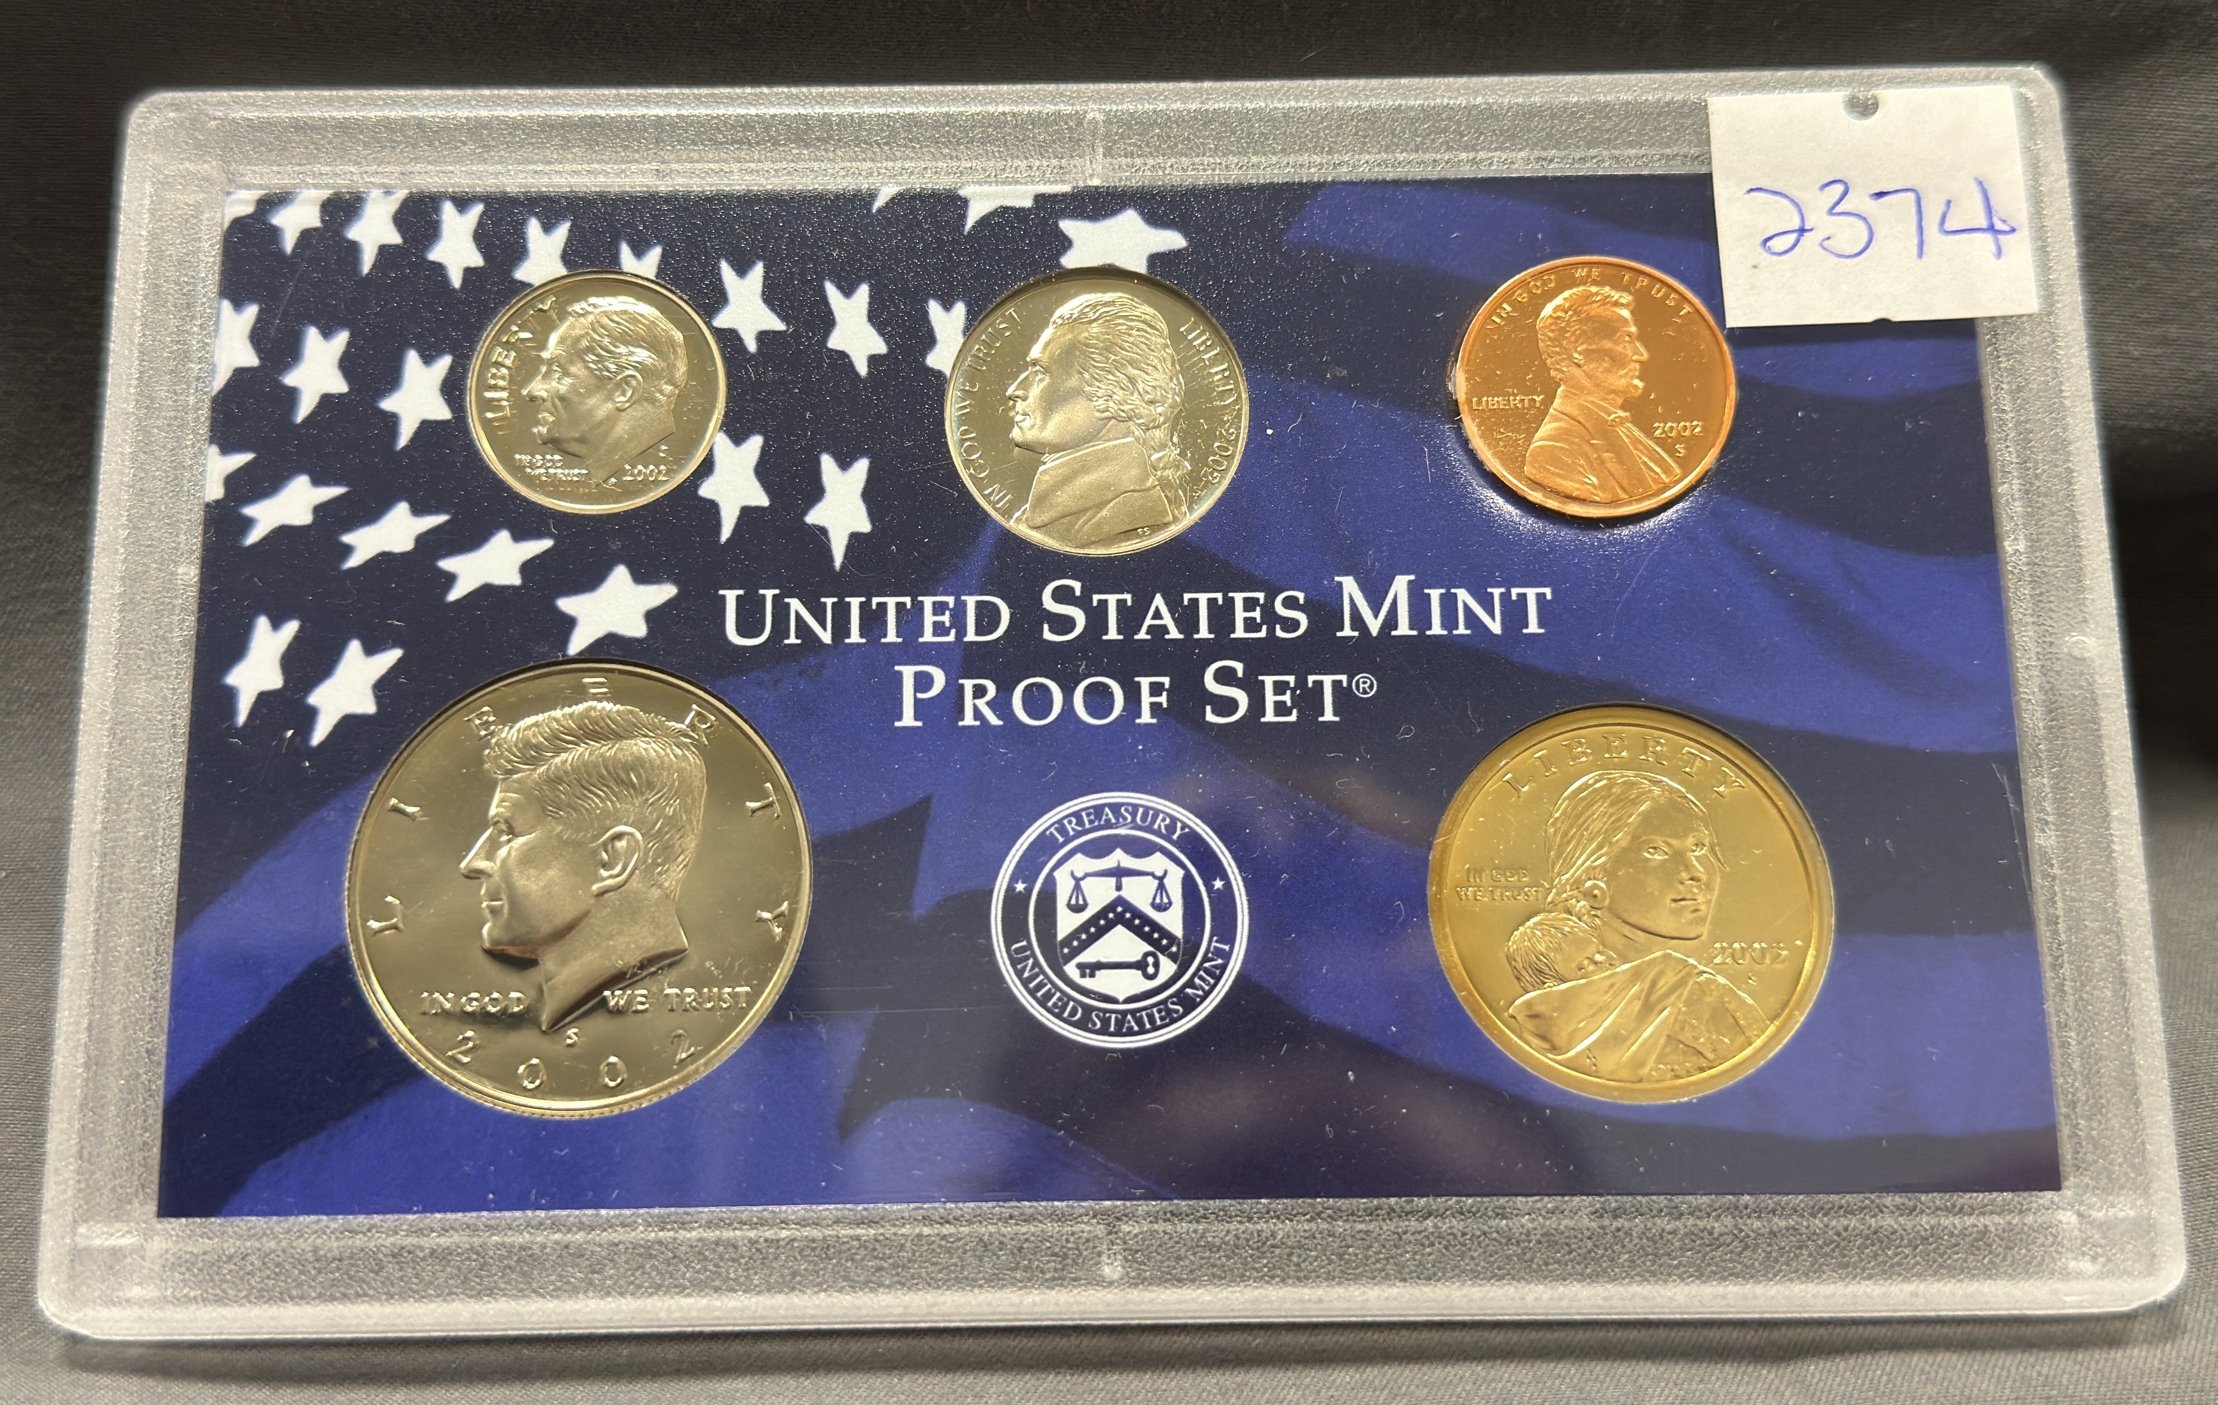 2374
LIBERTY
IN GOD
WE TRUST
S
2002
IN GOD WE TRUST
LIBERTY
2002
FS
IN GOD WE TRUST
LIBERTY
2002
S
UNITED STATES MINT
PROOF SET®
LIBERTY
IN GOD WE TRUST
S
2002
TREASURY
UNITED STATES MINT
LIBERTY
IN GOD
WE TRUST
2002
S